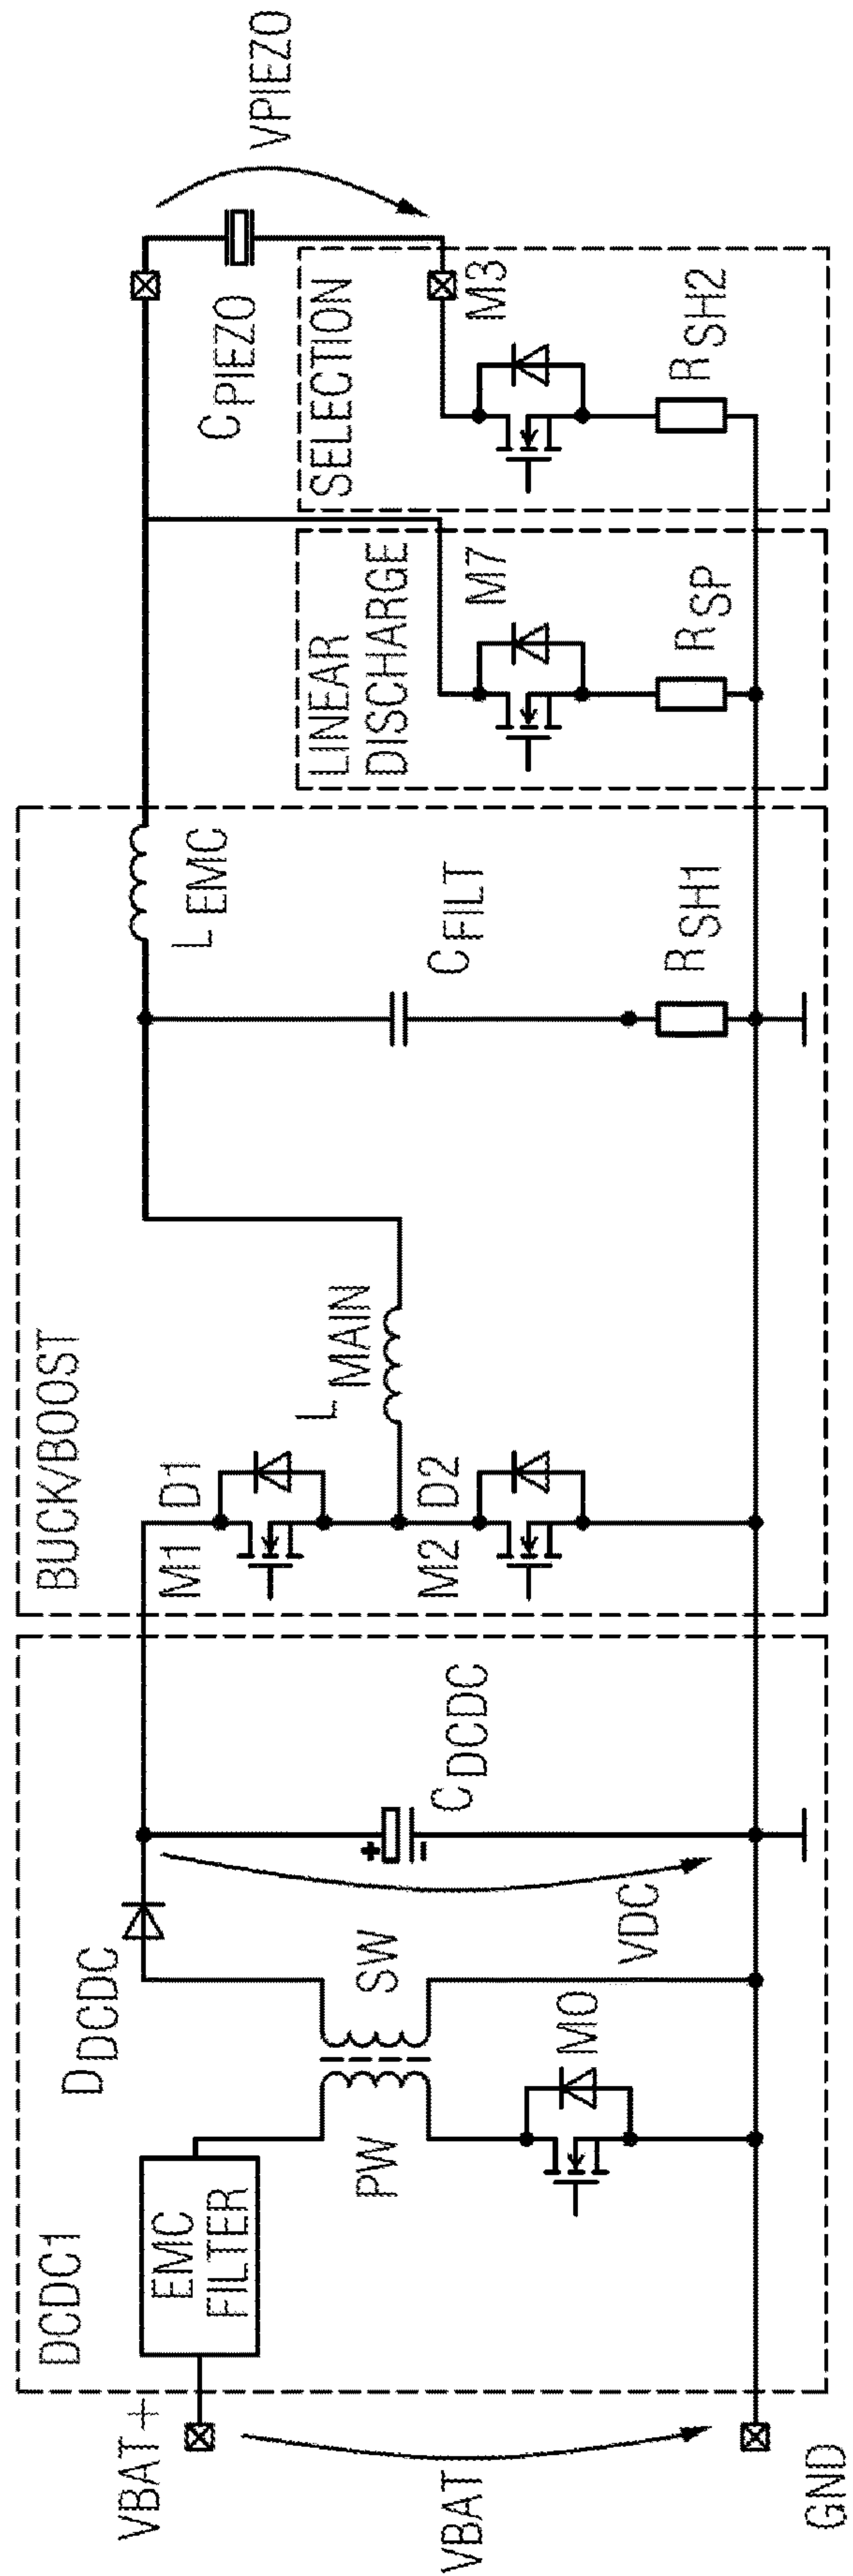 VBAT+
VBAT
GND
DCDC1
EMC
FILTER
PW
SW
M0
DDCDC
VDC
+
-
CDCDC
BUCK/BOOST
M1
D1
M2
D2
LMAIN
LEMC
CFILT
RSH1
LINEAR
DISCHARGE
M7
RSP
SELECTION
M3
RSH2
CPIEZO
VPIEZO